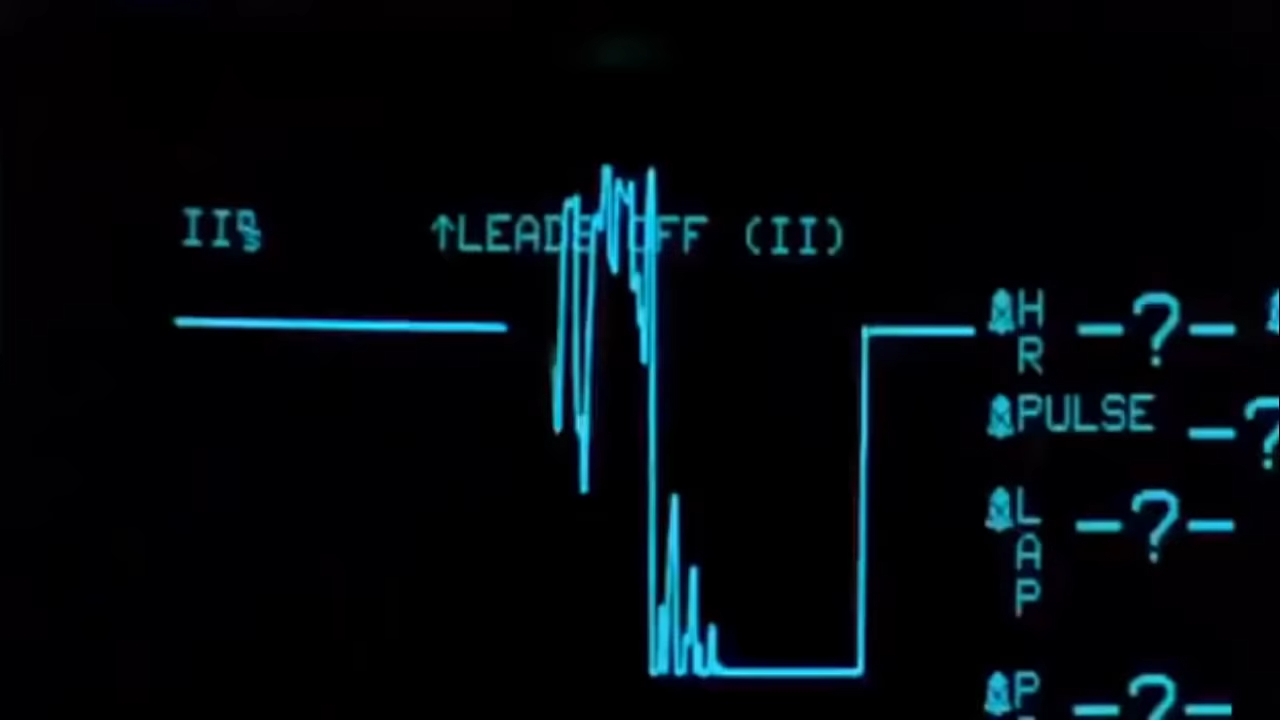 II
↑LEADS OFF (II)
HR -?-
PULSE -?
LAP -?-
P -?-